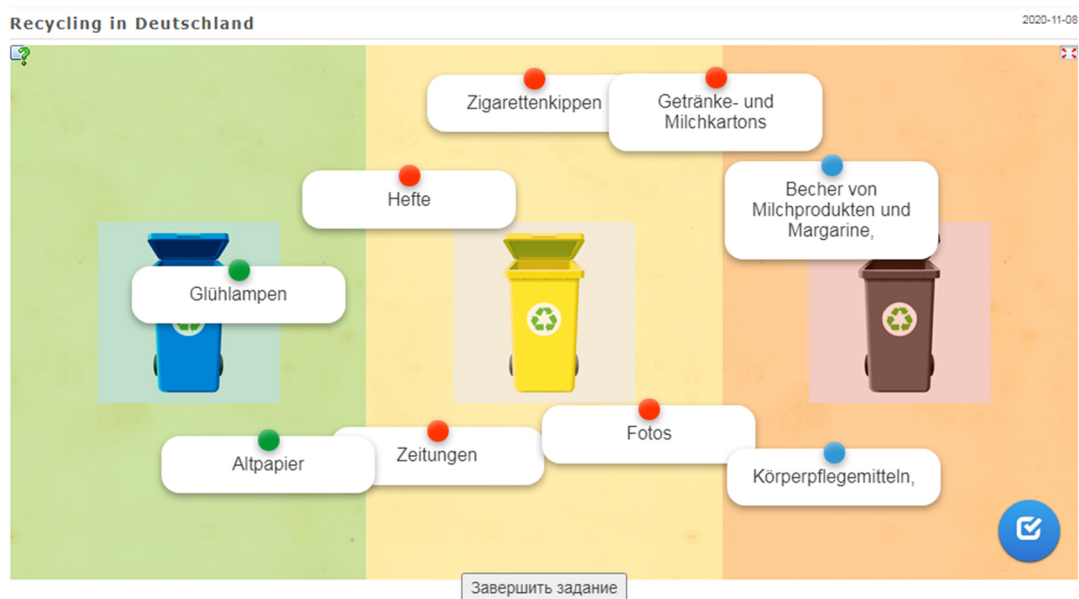 Recycling in Deutschland
2020-11-08
Zigarettenkippen
Getränke- und
Milchkartons
Hefte
Becher von
Milchprodukten und
Margarine,
Glühlampen
Fotos
Zeitungen
Altpapier
Körperpflegemitteln,
Завершить задание